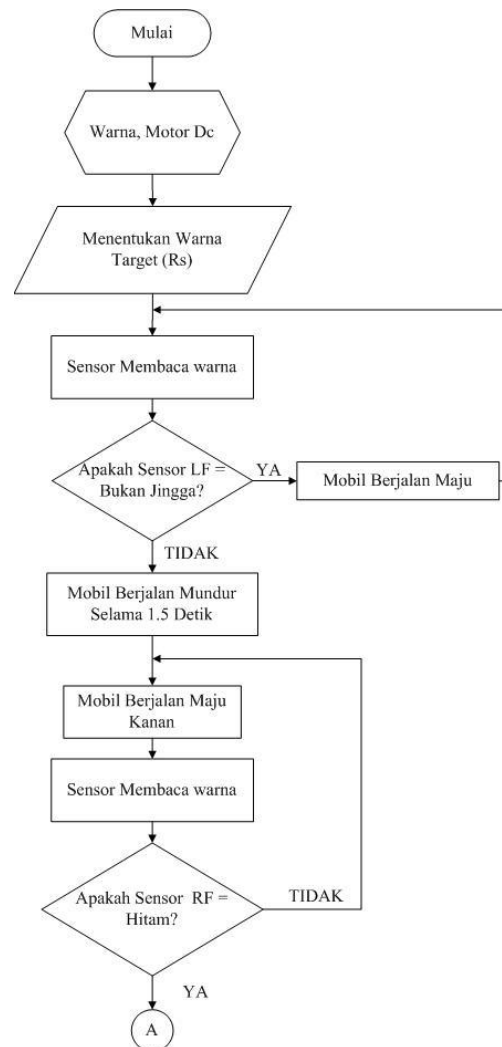 Mulai
Warna, Motor Dc
Menentukan Warna
Target (Rs)
Sensor Membaca warna
Apakah Sensor LF =
Bukan Jingga?
YA
Mobil Berjalan Maju
TIDAK
Mobil Berjalan Mundur
Selama 1.5 Detik
Mobil Berjalan Maju
Kanan
Sensor Membaca warna
Apakah Sensor RF =
Hitam?
TIDAK
YA
A